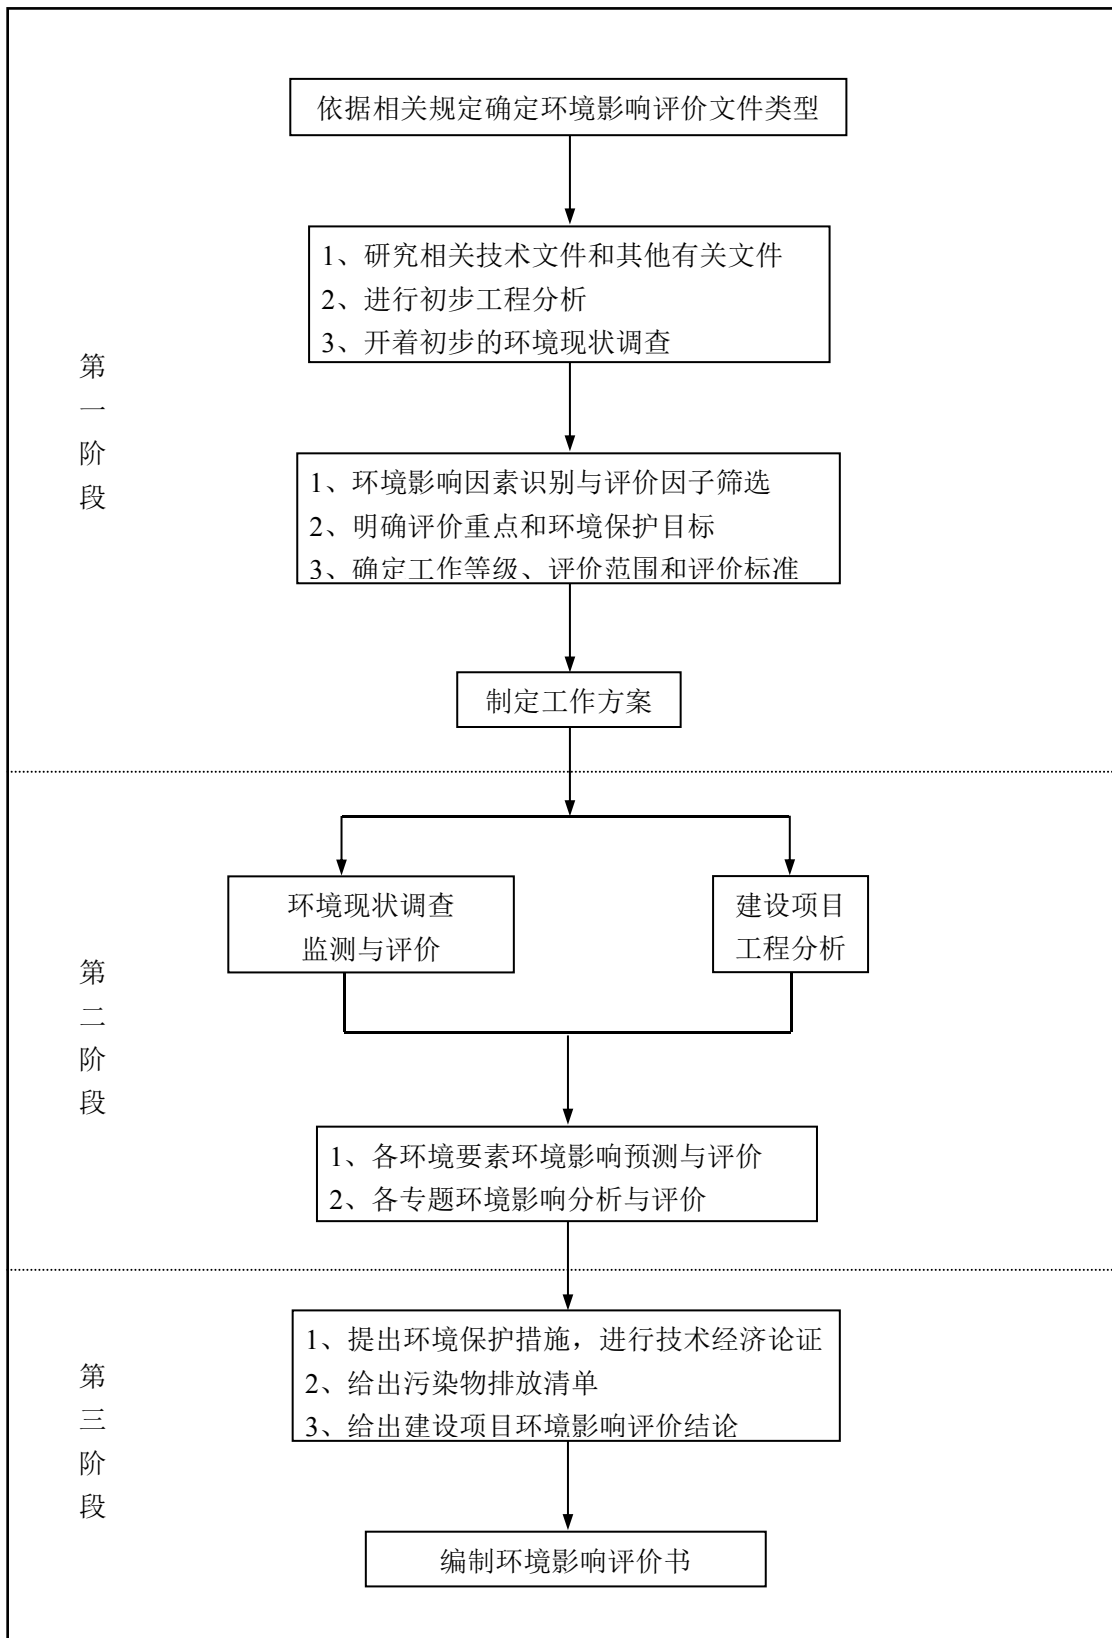 依据相关规定确定环境影响评价文件类型
1、研究相关技术文件和其他有关文件
2、进行初步工程分析
3、开着初步的环境现状调查
第
一
阶
段
1、环境影响因素识别与评价因子筛选
2、明确评价重点和环境保护目标
3、确定工作等级、评价范围和评价标准
制定工作方案
环境现状调查
监测与评价
建设项目
工程分析
第
二
阶
段
1、各环境要素环境影响预测与评价
2、各专题环境影响分析与评价
1、提出环境保护措施，进行技术经济论证
2、给出污染物排放清单
3、给出建设项目环境影响评价结论
第
三
阶
段
编制环境影响评价书